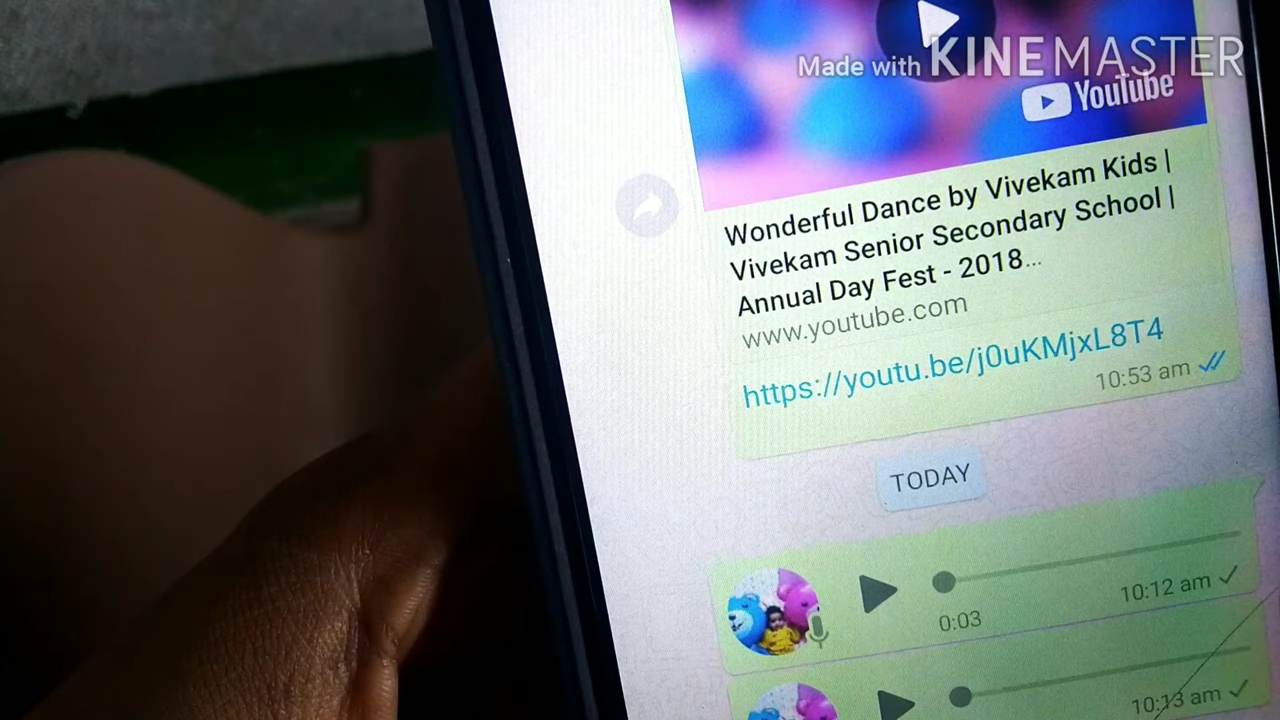 Made with KINEMASTER
YouTube
Wonderful Dance by Vivekam Kids |
Vivekam Senior Secondary School |
Annual Day Fest - 2018...
www.youtube.com
https://youtu.be/j0uKMjxL8T4
10:53 am
TODAY
0:03
10:12 am
10:13 am